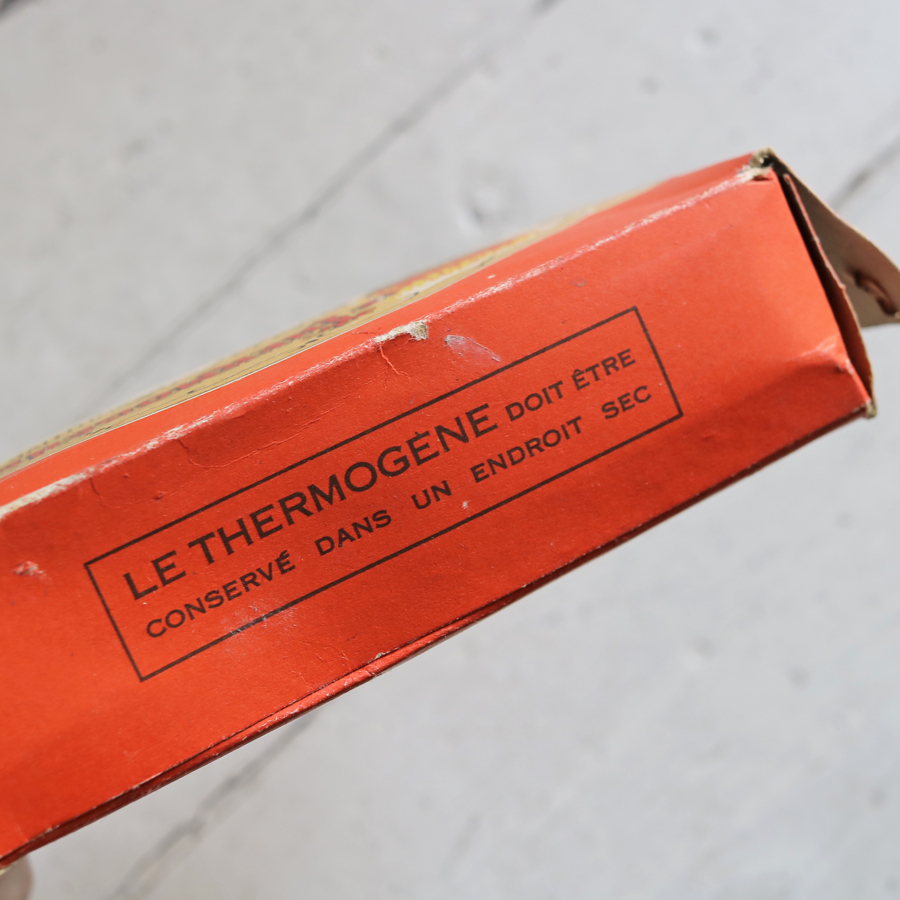 LE THERMOGÈNE DOIT ÊTRE
CONSERVÉ DANS UN ENDROIT SEC